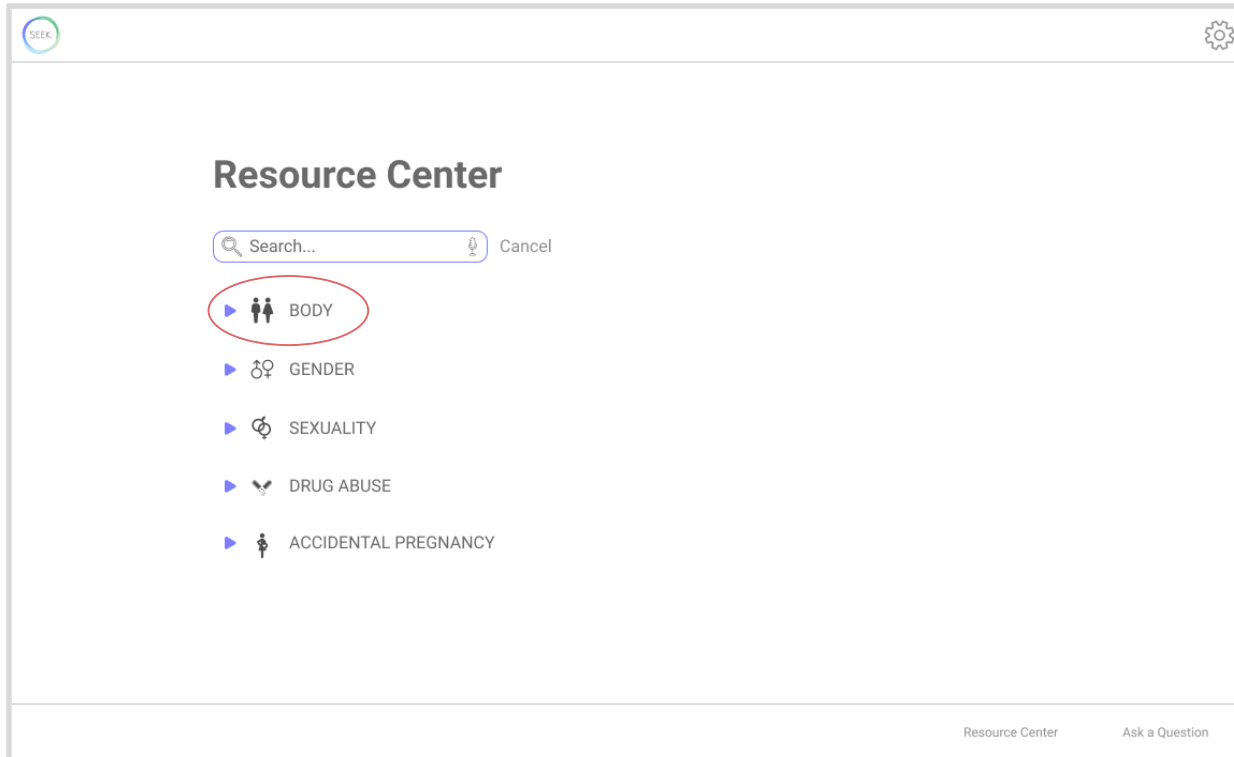 SEEK
Resource Center
Search... Cancel
BODY
GENDER
SEXUALITY
DRUG ABUSE
ACCIDENTAL PREGNANCY
Resource Center Ask a Question